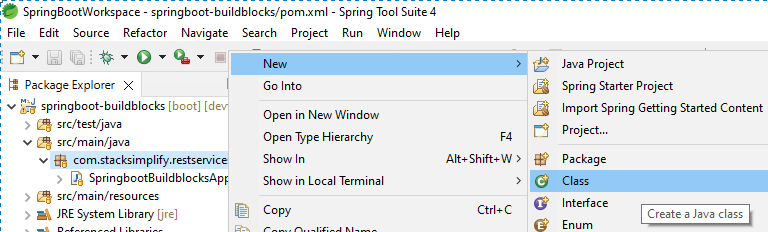 SpringBootWorkspace - springboot-buildblocks/pom.xml - Spring Tool Suite 4
File Edit Source Refactor Navigate Search Project Run Window Help
Package Explorer
springboot-buildblocks [boot] [dev
src/test/java
src/main/java
com.stacksimplify.restservice
SpringbootBuildblocksApp
src/main/resources
JRE System Library [jre]
Referenced Libraries
New
Go Into
Open in New Window
Open Type Hierarchy F4
Show In Alt+Shift+W
Show in Local Terminal
Copy Ctrl+C
Copy Qualified Name
Java Project
Spring Starter Project
Import Spring Getting Started Content
Project...
Package
Class
Interface
Enum
Create a Java class